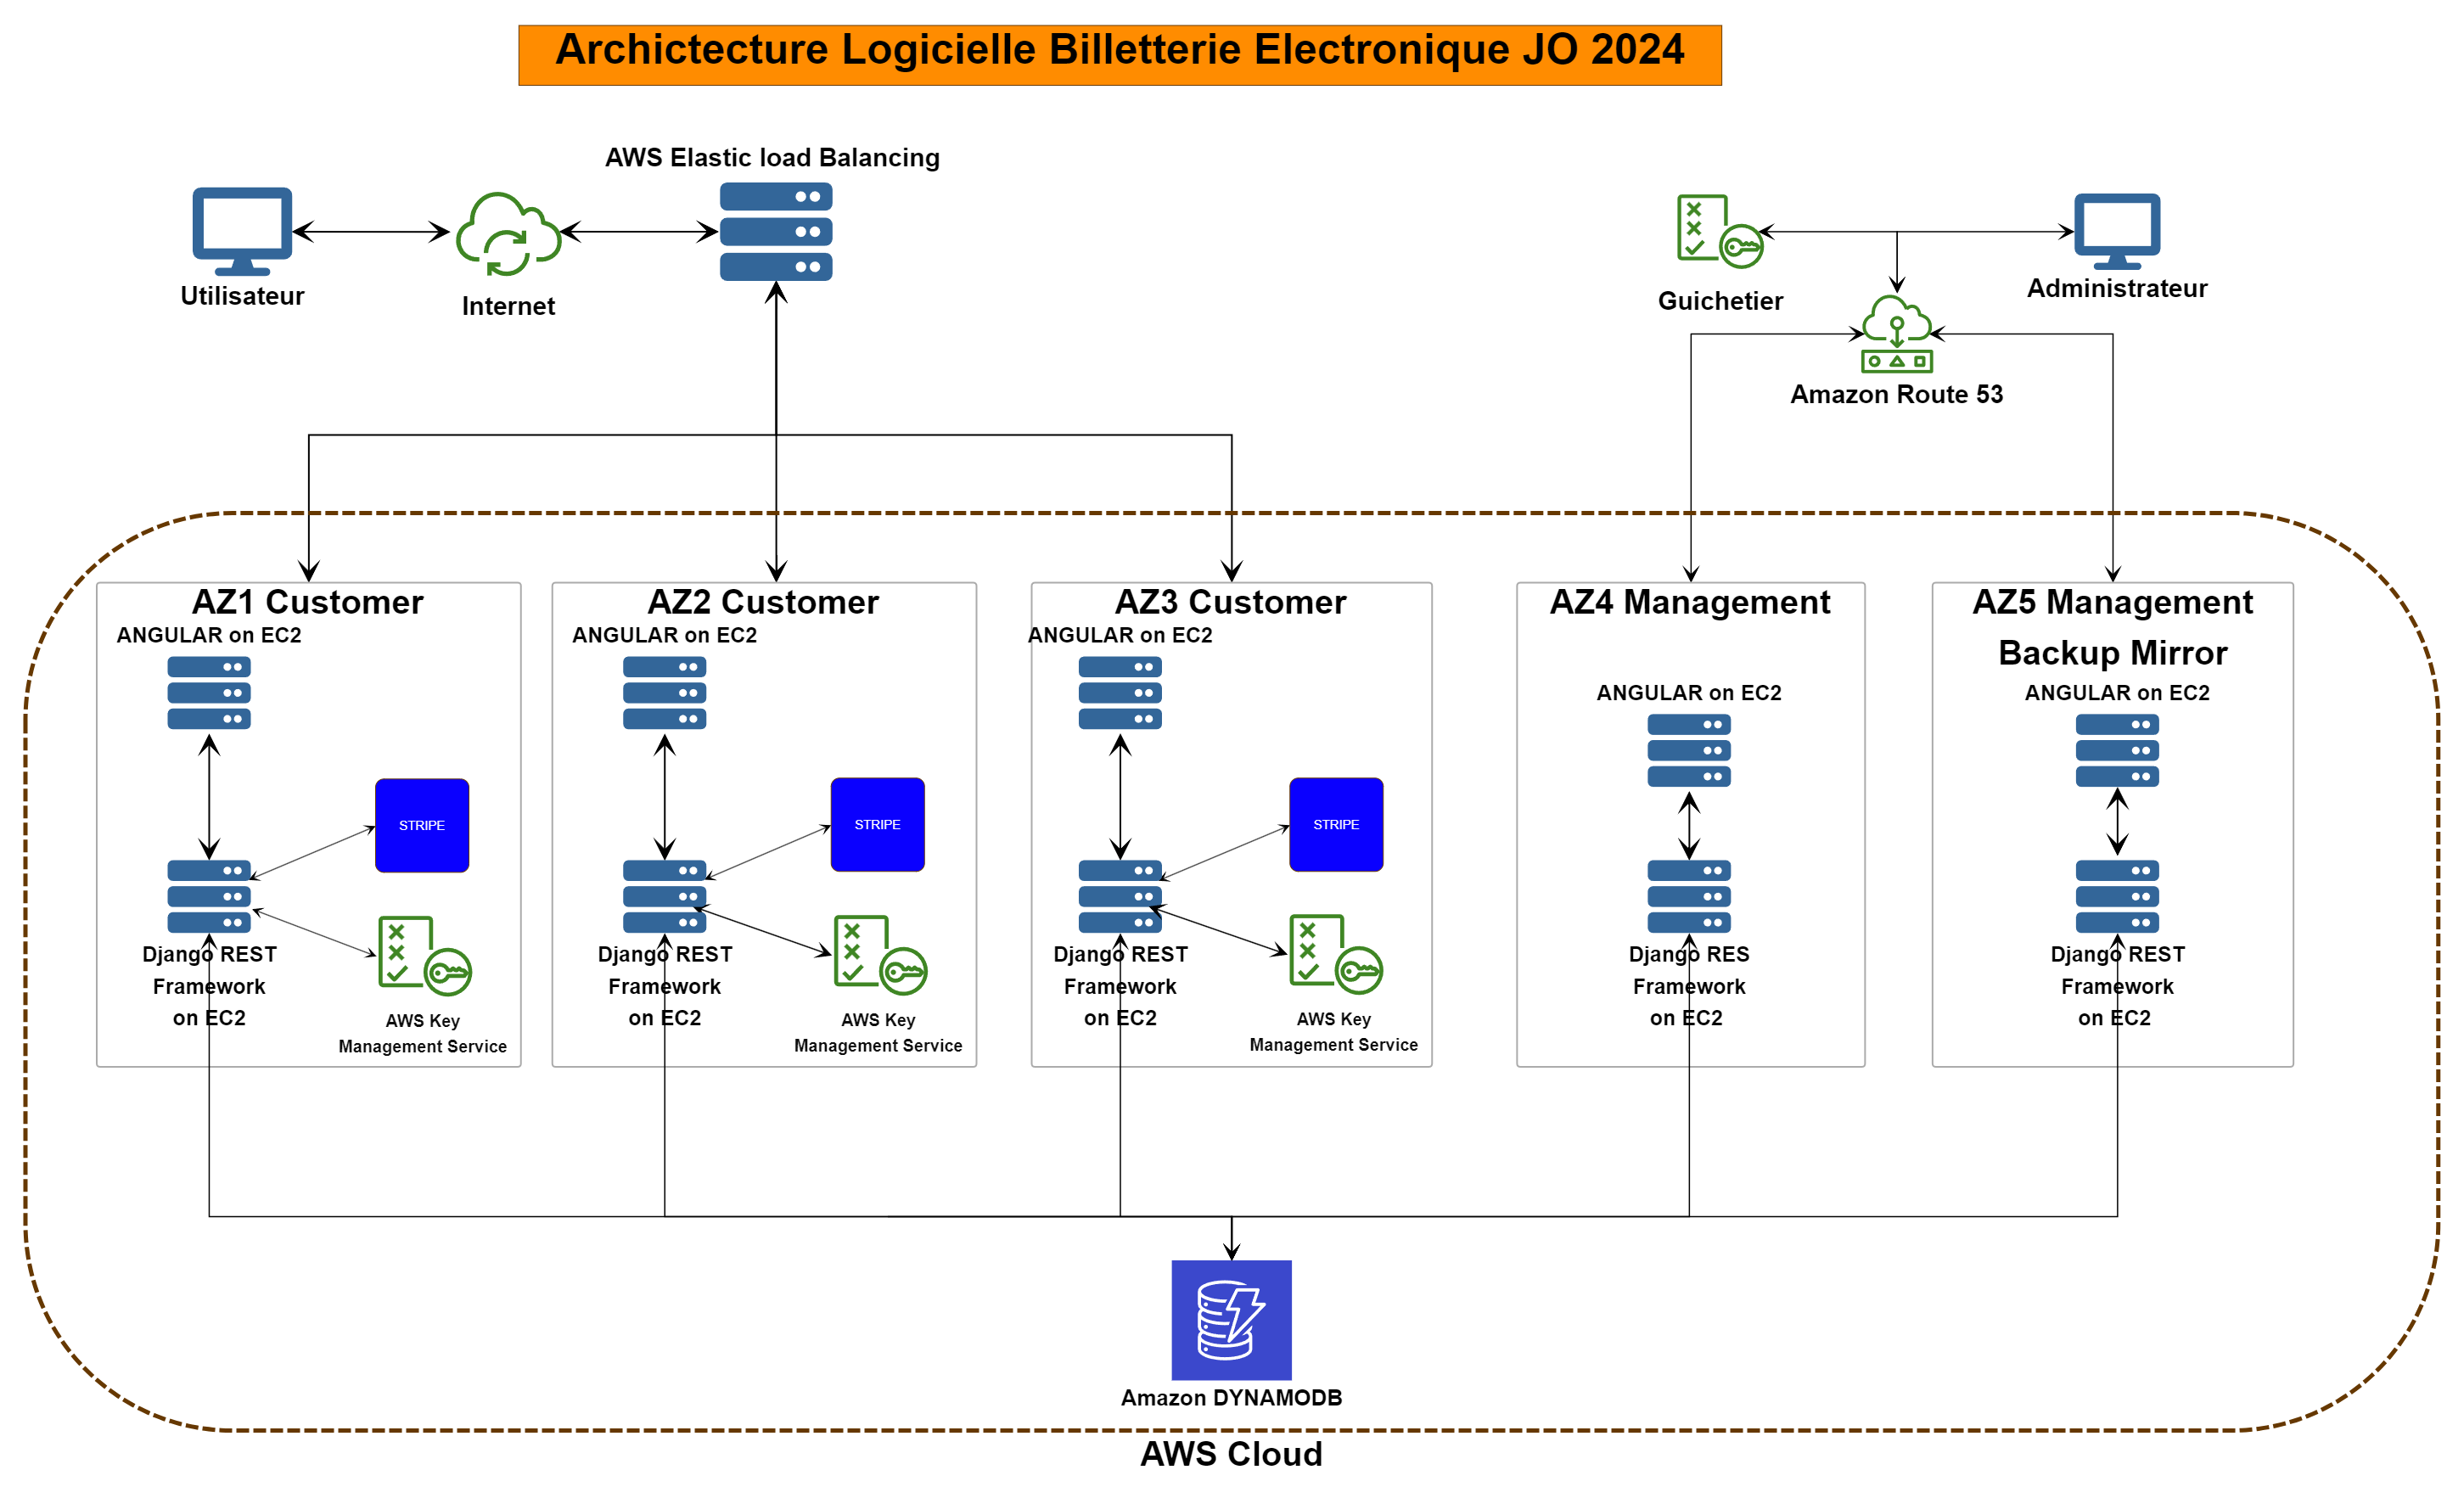 Archictecture Logicielle Billetterie Electronique JO 2024
AWS Elastic load Balancing
Utilisateur
Internet
Guichetier
Administrateur
Amazon Route 53
AZ1 Customer
ANGULAR on EC2
STRIPE
Django REST
Framework
on EC2
AWS Key
Management Service
AZ2 Customer
ANGULAR on EC2
STRIPE
Django REST
Framework
on EC2
AWS Key
Management Service
AZ3 Customer
ANGULAR on EC2
STRIPE
Django REST
Framework
on EC2
AWS Key
Management Service
AZ4 Management
ANGULAR on EC2
Django RES
Framework
on EC2
AZ5 Management
Backup Mirror
ANGULAR on EC2
Django REST
Framework
on EC2
Amazon DYNAMODB
AWS Cloud